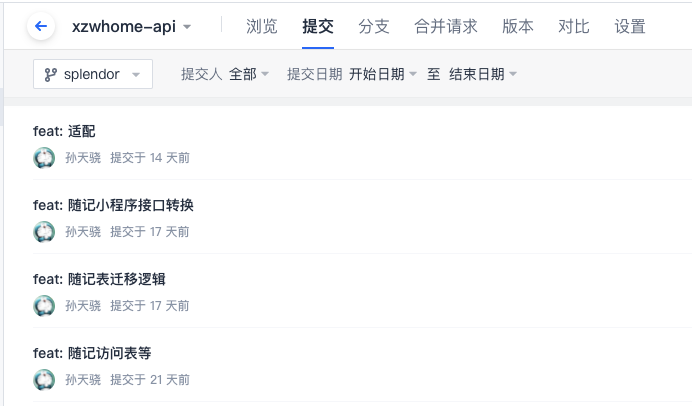 xzwhome-api 浏览 提交 分支 合并请求 版本 对比 设置
splendor 提交人 全部 提交日期 开始日期 至 结束日期
feat: 适配
孙天骁 提交于 14 天前
feat: 随记小程序接口转换
孙天骁 提交于 17 天前
feat: 随记表迁移逻辑
孙天骁 提交于 17 天前
feat: 随记访问表等
孙天骁 提交于 21 天前